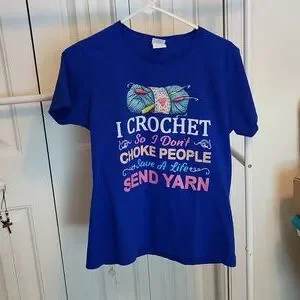 I CROCHET
So I Don't
CHOKE PEOPLE
Save A Life
SEND YARN